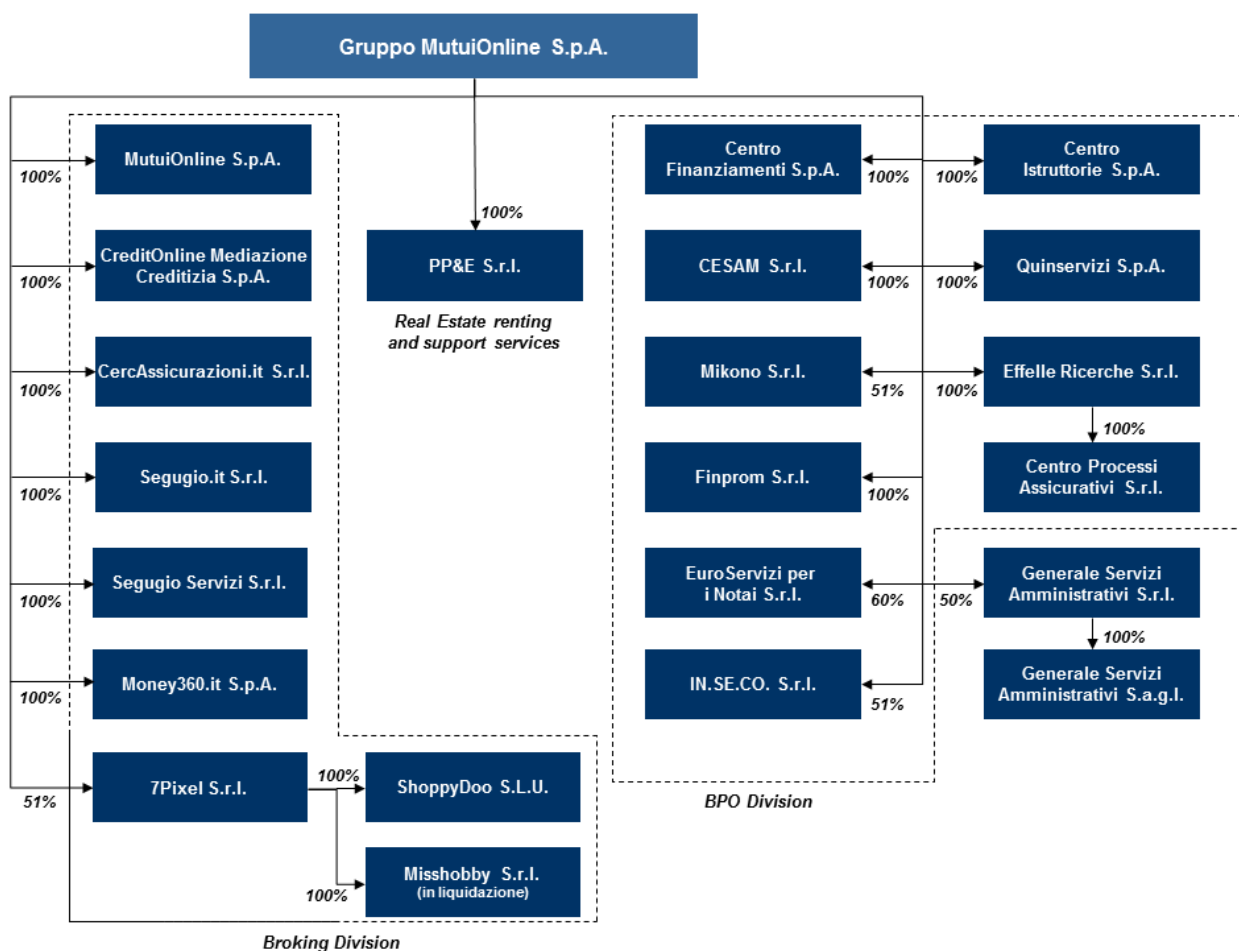 Gruppo MutuiOnline S.p.A.
MutuiOnline S.p.A.
100%
CreditOnline Mediazione
Creditizia S.p.A.
100%
CercAssicurazioni.it S.r.l.
100%
Segugio.it S.r.l.
100%
Segugio Servizi S.r.l.
100%
Money360.it S.p.A.
100%
7Pixel S.r.l.
51%
100%
ShoppyDoo S.L.U.
Misshobby S.r.l.
(in liquidazione)
100%
Broking Division
100%
PP&E S.r.l.
Real Estate renting
and support services
Centro
Finanziamenti S.p.A.
100%
100%
Centro
Istruttorie S.p.A.
CESAM S.r.l.
100%
100%
Quinservizi S.p.A.
Mikono S.r.l.
51%
100%
Effelle Ricerche S.r.l.
100%
Finprom S.r.l.
100%
Centro Processi
Assicurativi S.r.l.
EuroServizi per
i Notai S.r.l.
60%
50%
Generale Servizi
Amministrativi S.r.l.
100%
IN.SE.CO. S.r.l.
51%
Generale Servizi
Amministrativi S.a.g.l.
BPO Division